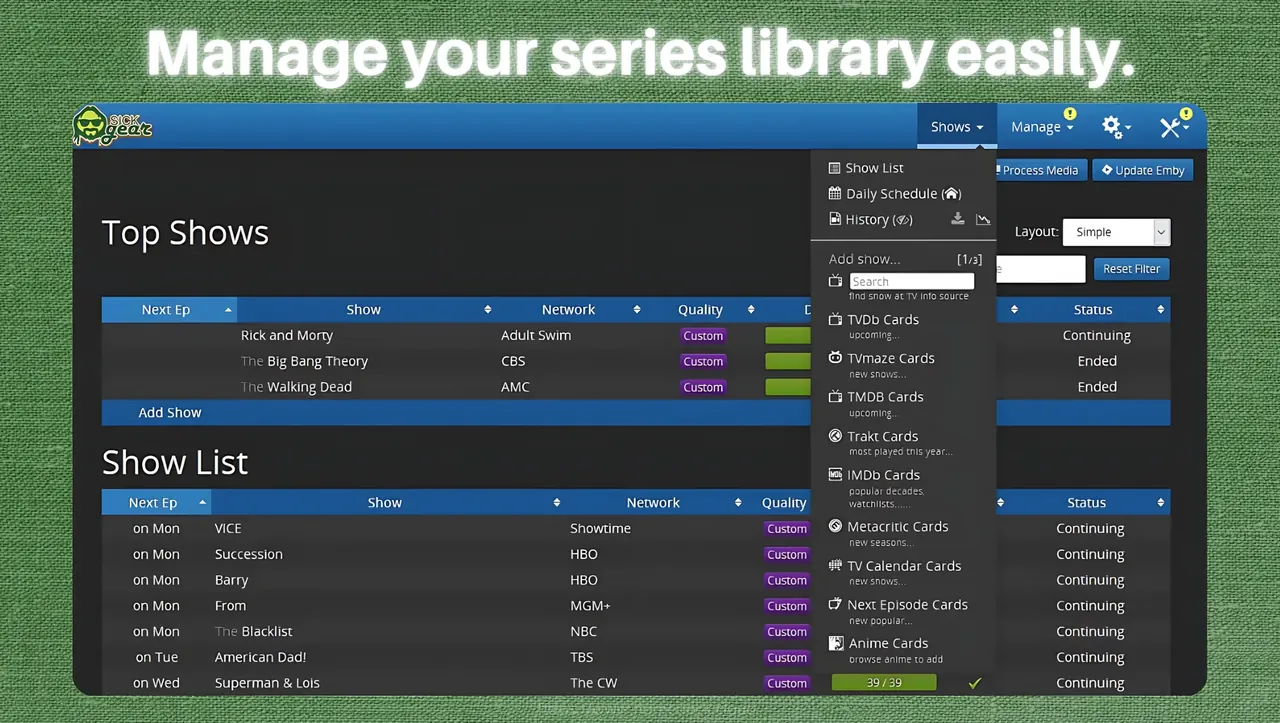 Manage your series library easily.
SICK gear
Shows
Manage
Show List
Daily Schedule
History
Process Media
Update Emby
Top Shows
Layout: Simple
Add show... [1/3]
Search
find show at TV info source
Reset Filter
Next Ep Show Network Quality Status
Rick and Morty Adult Swim Custom Continuing
The Big Bang Theory CBS Custom Ended
The Walking Dead AMC Custom Ended
Add Show
TVDb Cards
upcoming...
TVmaze Cards
new shows...
TMDB Cards
upcoming...
Trakt Cards
most played this year...
IMDb Cards
popular decades,
watchlists......
Metacritic Cards
new seasons...
TV Calendar Cards
new shows...
Next Episode Cards
new popular...
Anime Cards
browse anime to add
Show List
Next Ep Show Network Quality Status
on Mon VICE Showtime Custom Continuing
on Mon Succession HBO Custom Continuing
on Mon Barry HBO Custom Continuing
on Mon From MGM+ Custom Continuing
on Mon The Blacklist NBC Custom Continuing
on Tue American Dad! TBS Custom Continuing
on Wed Superman & Lois The CW Custom 39 / 39 Continuing